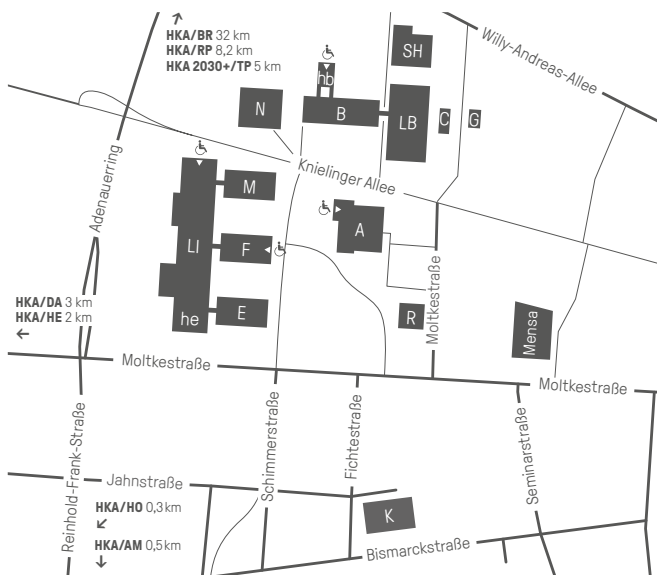 HKA/BR 32 km
HKA/RP 8,2 km
HKA 2030+/TP 5 km
Willy-Andreas-Allee
SH
hb
N
B
LB
C
G
Knielinger Allee
Adenauerring
M
A
LI
F
HKA/DA 3 km
HKA/HE 2 km
he
E
R
Moltkestraße
Mensa
Moltkestraße
Moltkestraße
Reinhold-Frank-Straße
Schimmerstraße
Fichtestraße
Seminarstraße
Jahnstraße
HKA/HO 0,3 km
K
HKA/AM 0,5 km
Bismarckstraße